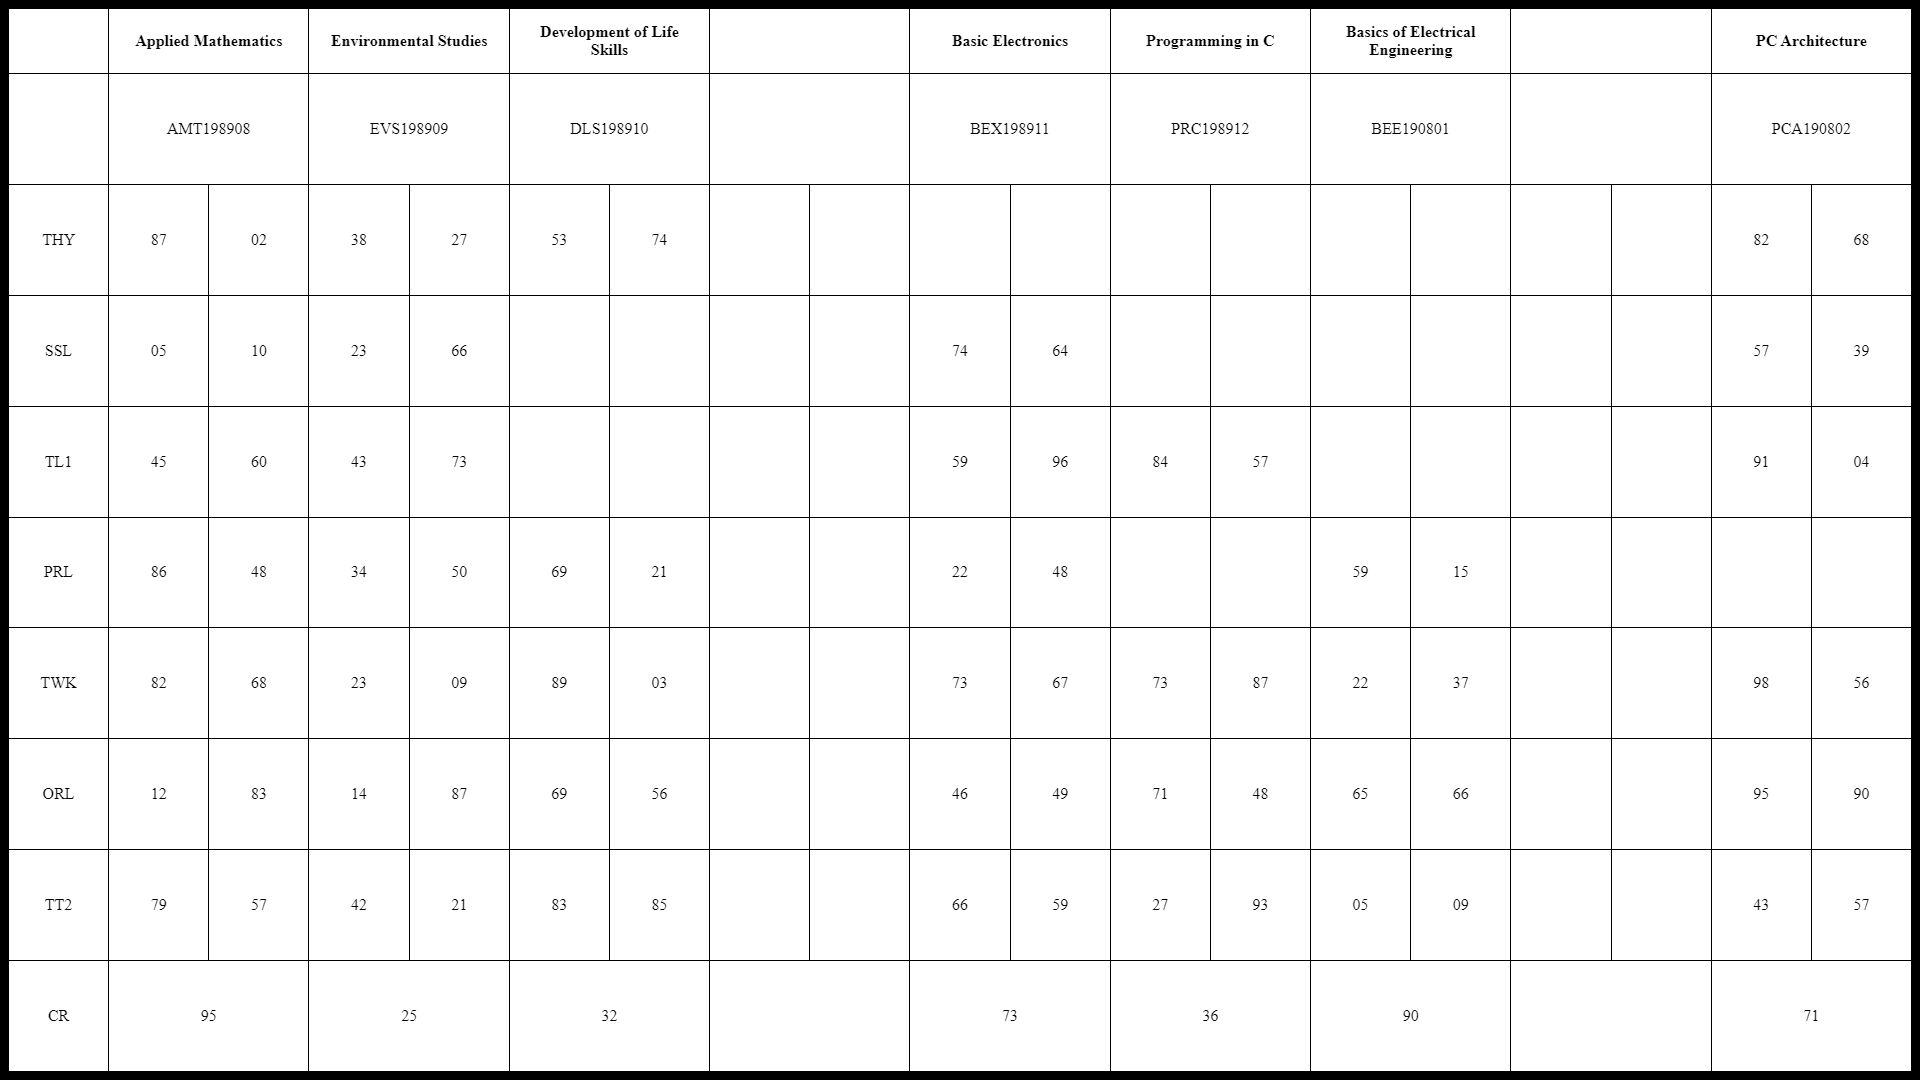 Applied Mathematics Environmental Studies Development of Life Skills Basic Electronics Programming in C Basics of Electrical Engineering PC Architecture
AMT198908 EVS198909 DLS198910 BEX198911 PRC198912 BEE190801 PCA190802
THY 87 02 38 27 53 74 82 68
SSL 05 10 23 66 74 64 57 39
TL1 45 60 43 73 59 96 84 57 91 04
PRL 86 48 34 50 69 21 22 48 59 15
TWK 82 68 23 09 89 03 73 67 73 87 22 37 98 56
ORL 12 83 14 87 69 56 46 49 71 48 65 66 95 90
TT2 79 57 42 21 83 85 66 59 27 93 05 09 43 57
CR 95 25 32 73 36 90 71